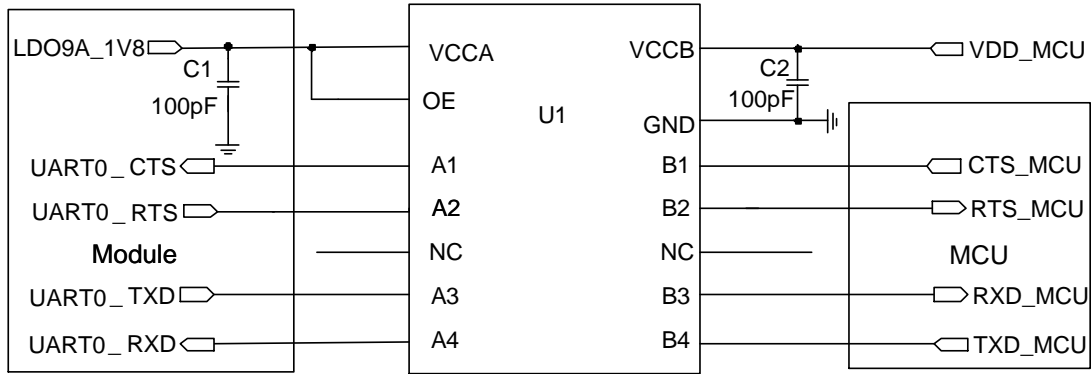 LDO9A_1V8 VCCA VCCB VDD_MCU
C1 C2
100pF OE 100pF
U1
GND
UART0_CTS A1 B1 CTS_MCU
UART0_RTS A2 B2 RTS_MCU
Module NC NC MCU
UART0_TXD A3 B3 RXD_MCU
UART0_RXD A4 B4 TXD_MCU